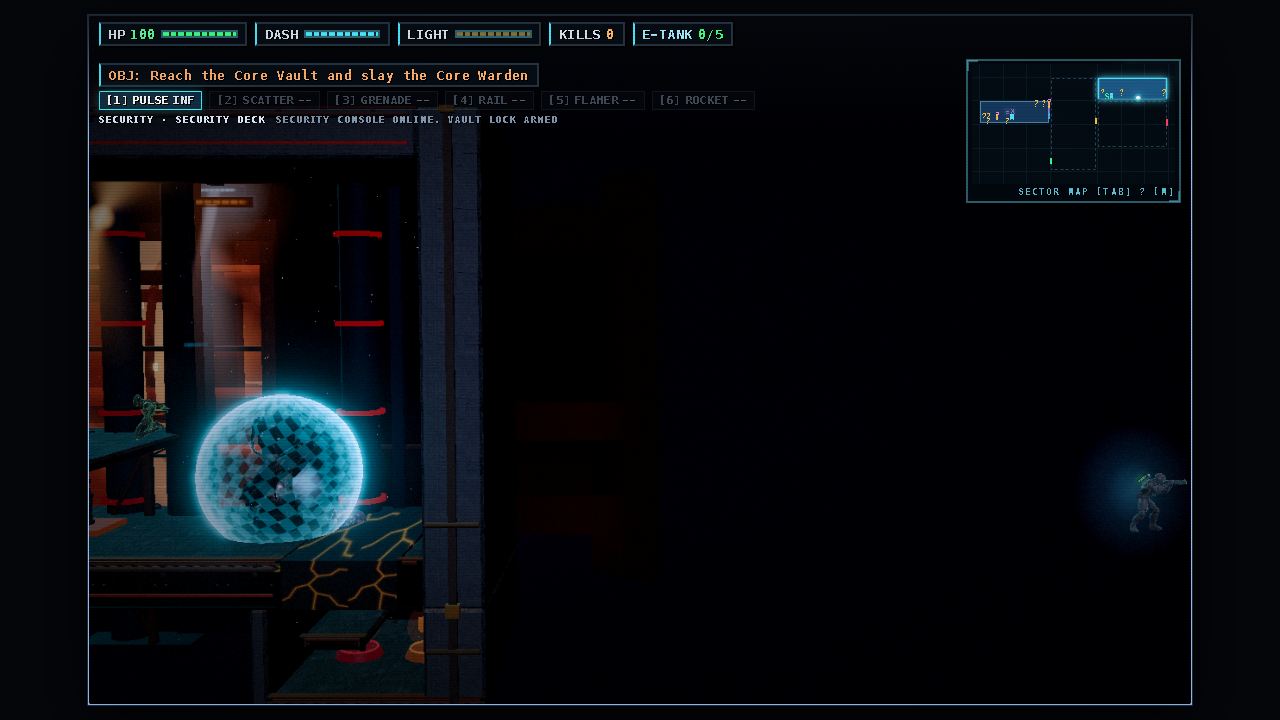 HP 100
DASH
LIGHT
KILLS 0
E-TANK 0/5
OBJ: Reach the Core Vault and slay the Core Warden
[1] PULSE INF
[2] SCATTER --
[3] GRENADE --
[4] RAIL --
[5] FLAMER --
[6] ROCKET --
SECURITY · SECURITY DECK SECURITY CONSOLE ONLINE. VAULT LOCK ARMED
SECTOR MAP [TAB] ? [M]